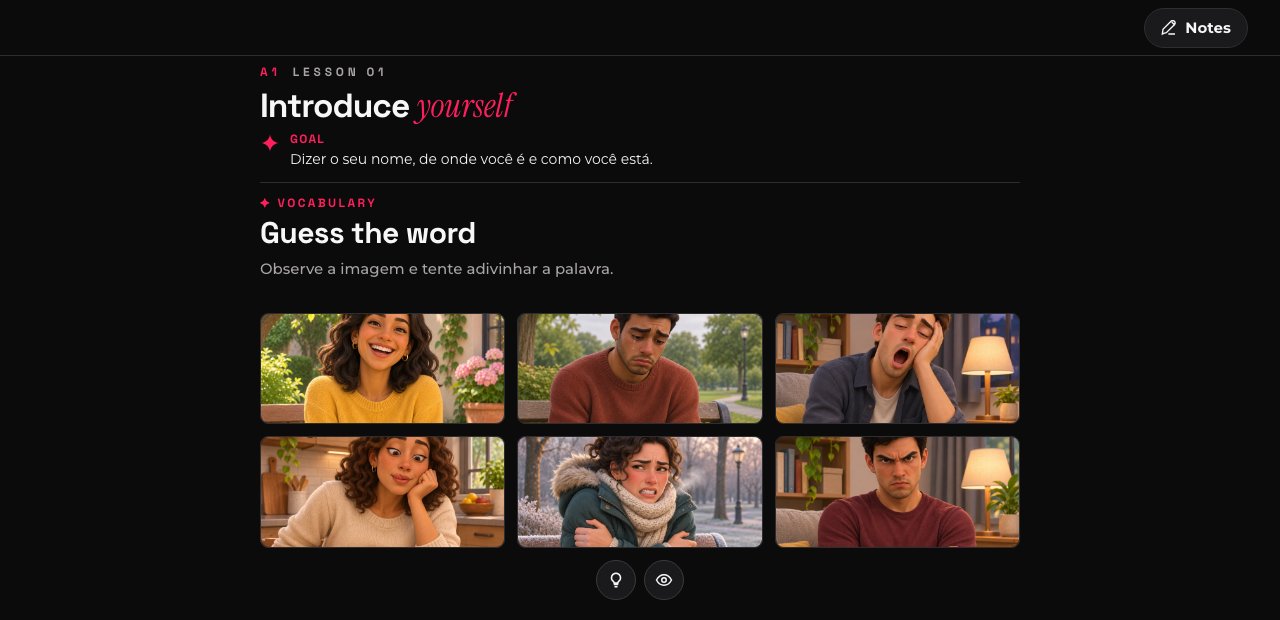 Notes
A1 LESSON 01
Introduce yourself
GOAL
Dizer o seu nome, de onde você é e como você está.
VOCABULARY
Guess the word
Observe a imagem e tente adivinhar a palavra.